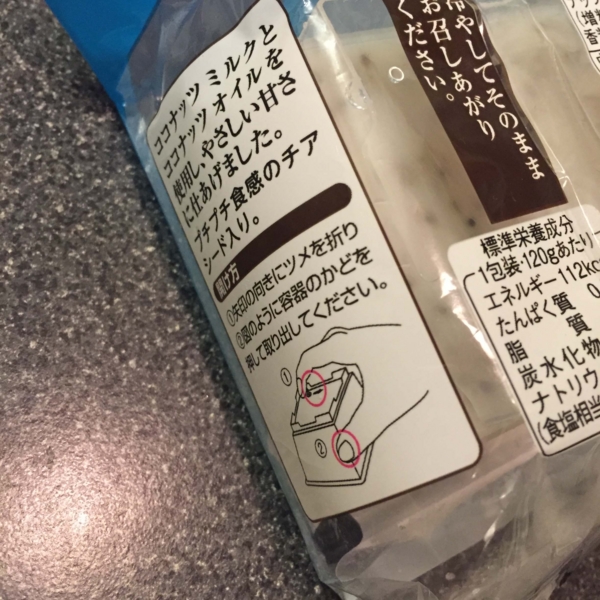 ココナッツ ミルクと
ココナッツ オイルを
使用し、やさしい甘さ
に仕あげました。
プチプチ食感のチア
シード入り。
開け方
①矢印の向きにツメを折り
②図のように容器のかどを
押して取り出してください。
①
②
冷やしてそのまま
お召しあがり
ください。
標準栄養成分
1包装・120gあたり
エネルギー112kc
たんぱく質 0.
脂質
炭水化物
ナトリウ
(食塩相当